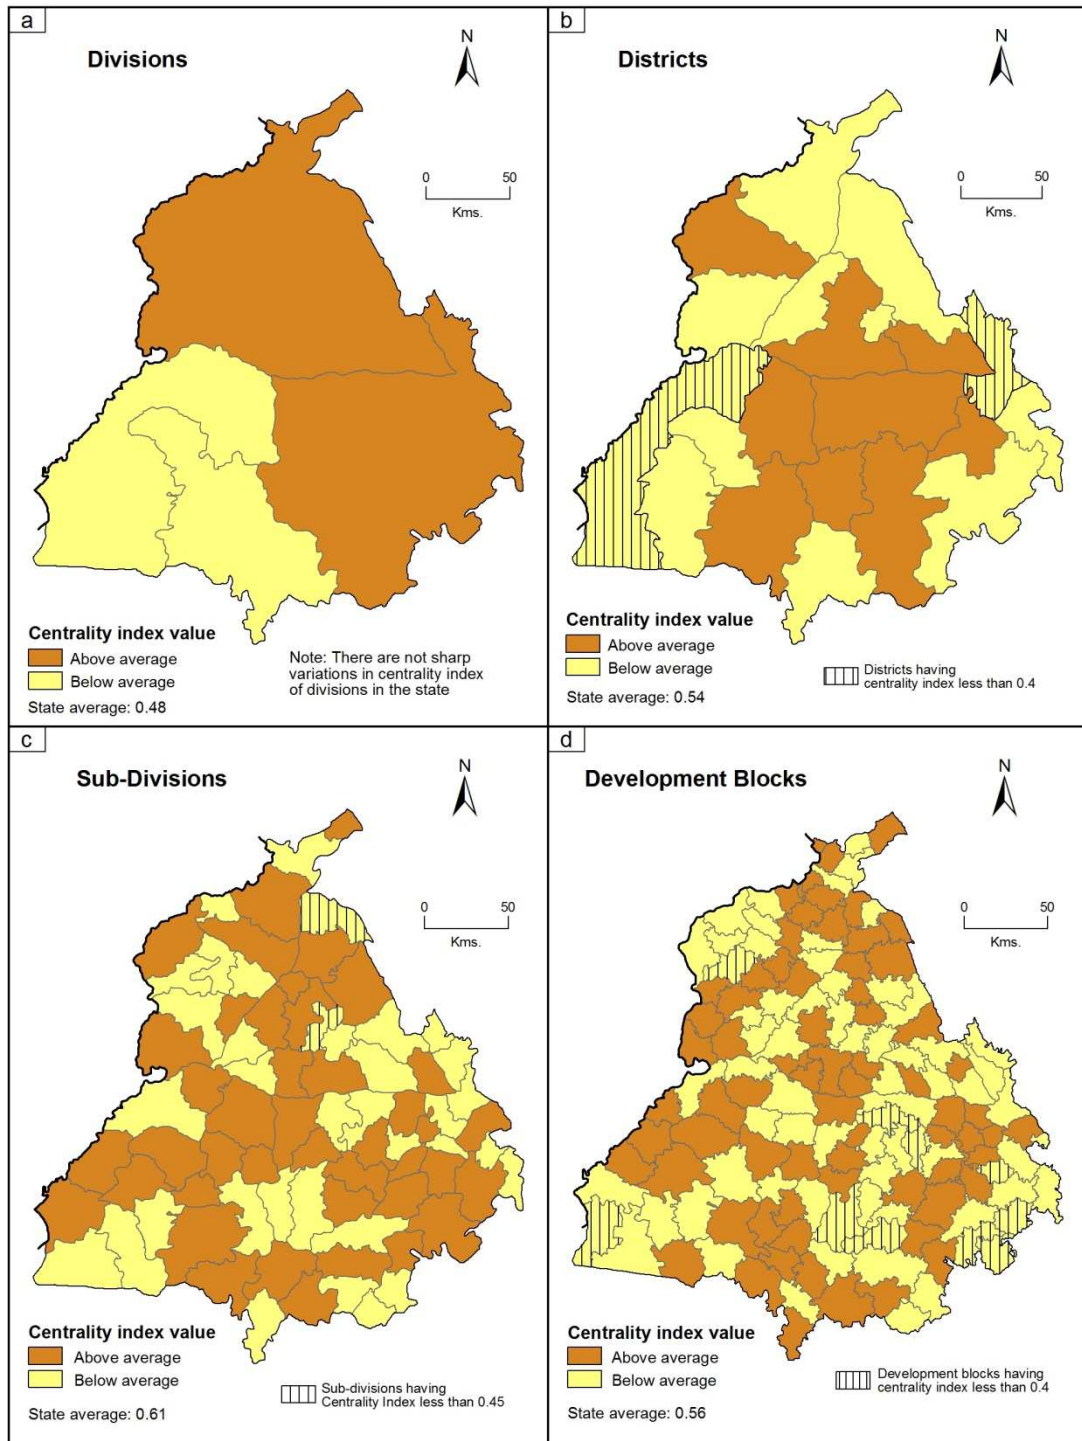 a
Divisions
N
0 50
Kms.
Centrality index value
Above average
Below average
State average: 0.48
Note: There are not sharp
variations in centrality index
of divisions in the state
b
Districts
N
0 50
Kms.
Centrality index value
Above average
Below average
State average: 0.54
Districts having
centrality index less than 0.4
c
Sub-Divisions
N
0 50
Kms.
Centrality index value
Above average
Below average
State average: 0.61
Sub-divisions having
Centrality Index less than 0.45
d
Development Blocks
N
0 50
Kms.
Centrality index value
Above average
Below average
State average: 0.56
Development blocks having
centrality index less than 0.4